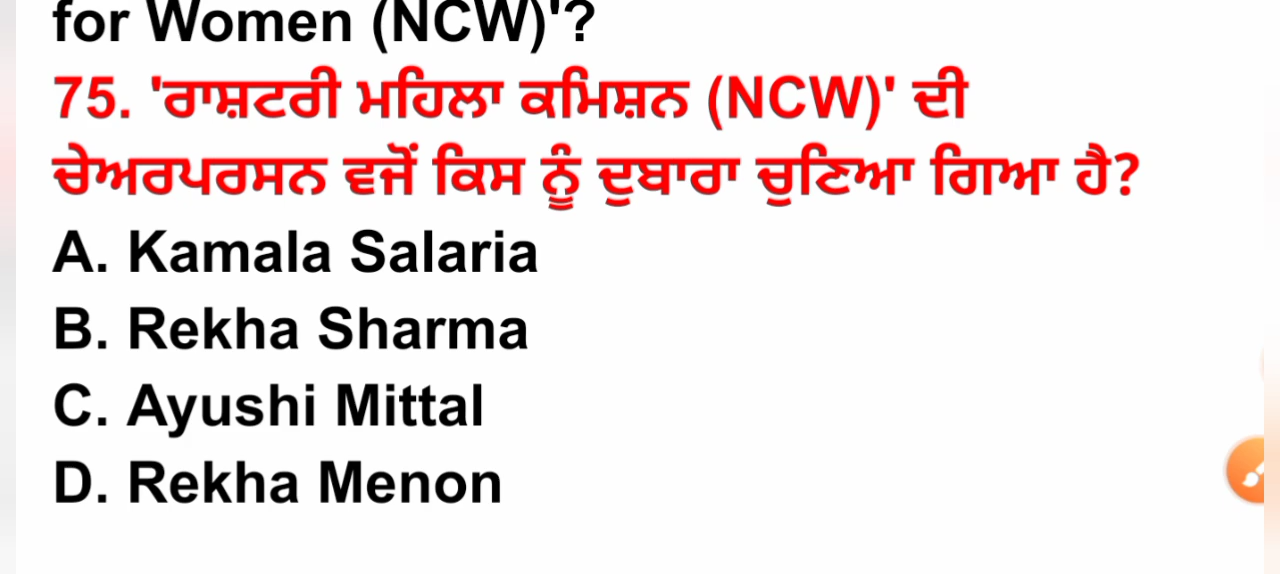 for Women (NCW)'?
75. 'ਰਾਸ਼ਟਰੀ ਮਹਿਲਾ ਕਮਿਸ਼ਨ (NCW)' ਦੀ
ਚੇਅਰਪਰਸਨ ਵਜੋਂ ਕਿਸ ਨੂੰ ਦੁਬਾਰਾ ਚੁਣਿਆ ਗਿਆ ਹੈ?
A. Kamala Salaria
B. Rekha Sharma
C. Ayushi Mittal
D. Rekha Menon